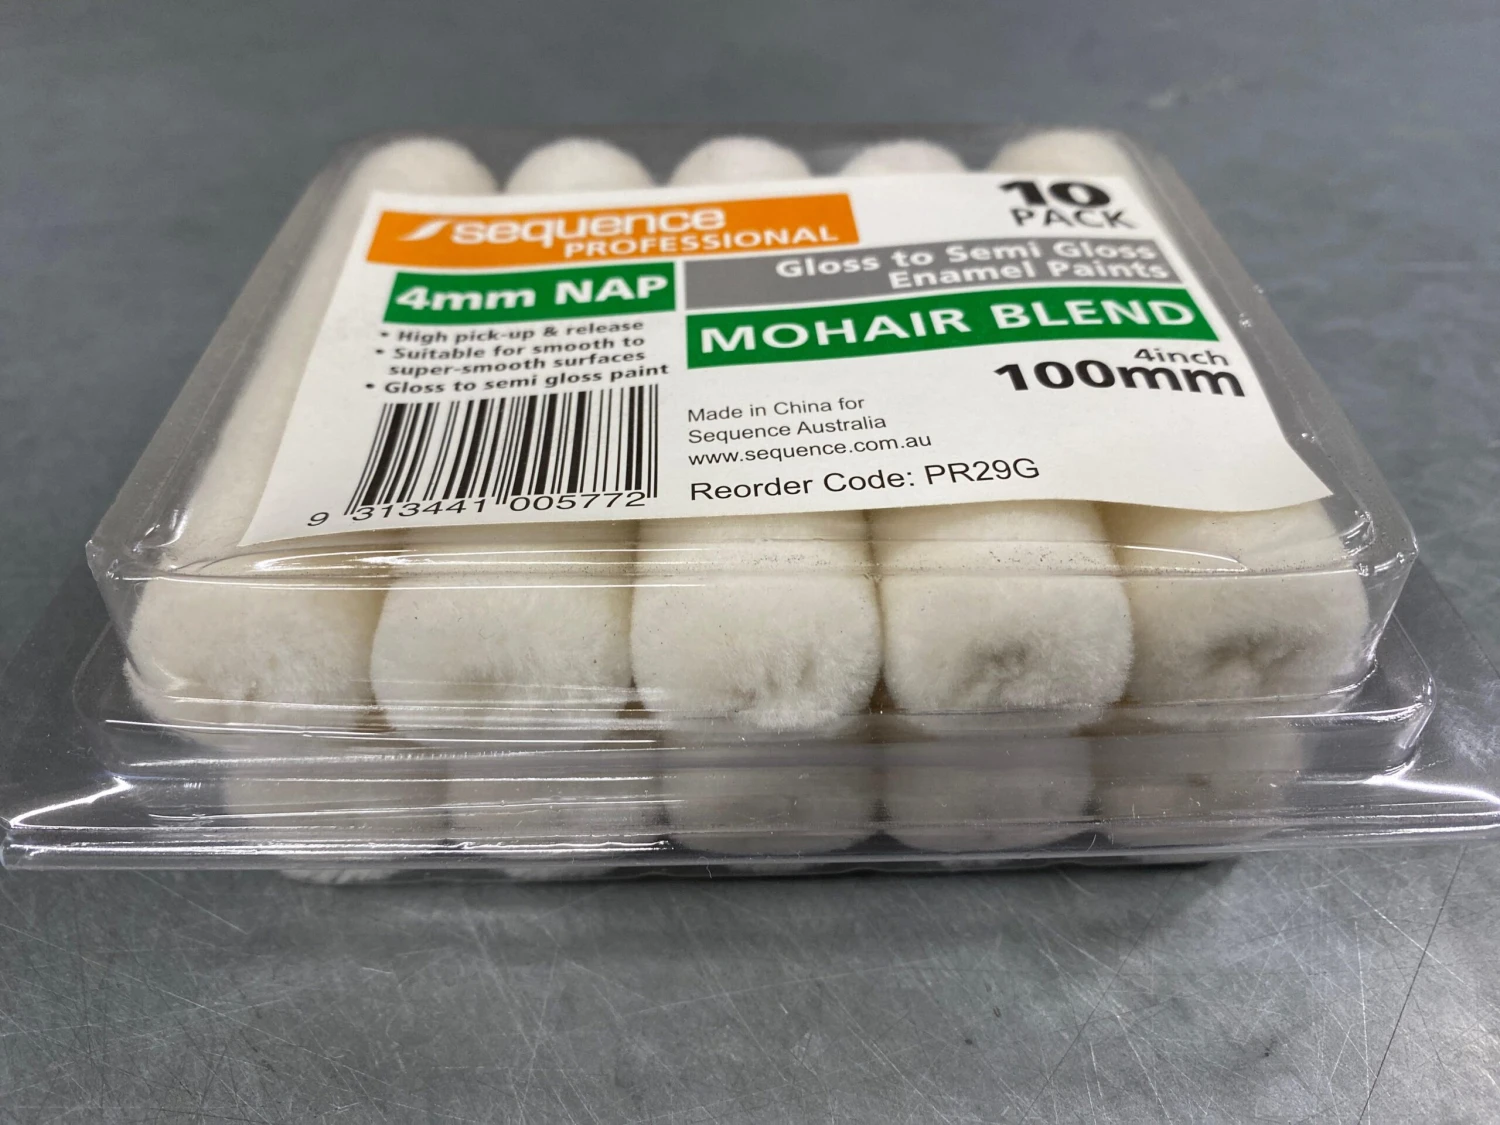 sequence
PROFESSIONAL
10
PACK
4mm NAP
• High pick-up & release
• Suitable for smooth to
super-smooth surfaces
• Gloss to semi gloss paint
Gloss to Semi Gloss
Enamel Paints
MOHAIR BLEND
4inch
100mm
Made in China for
Sequence Australia
www.sequence.com.au
Reorder Code: PR29G
9 313441 005772